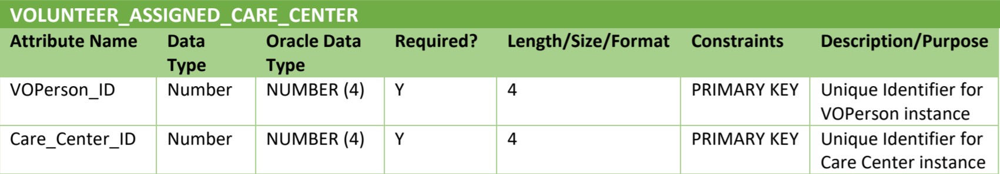 VOLUNTEER_ASSIGNED_CARE_CENTER
Attribute Name Data Type Oracle Data Type Required? Length/Size/Format Constraints Description/Purpose
VOPerson_ID Number NUMBER (4) Y 4 PRIMARY KEY Unique Identifier for VOPerson instance
Care_Center_ID Number NUMBER (4) Y 4 PRIMARY KEY Unique Identifier for Care Center instance